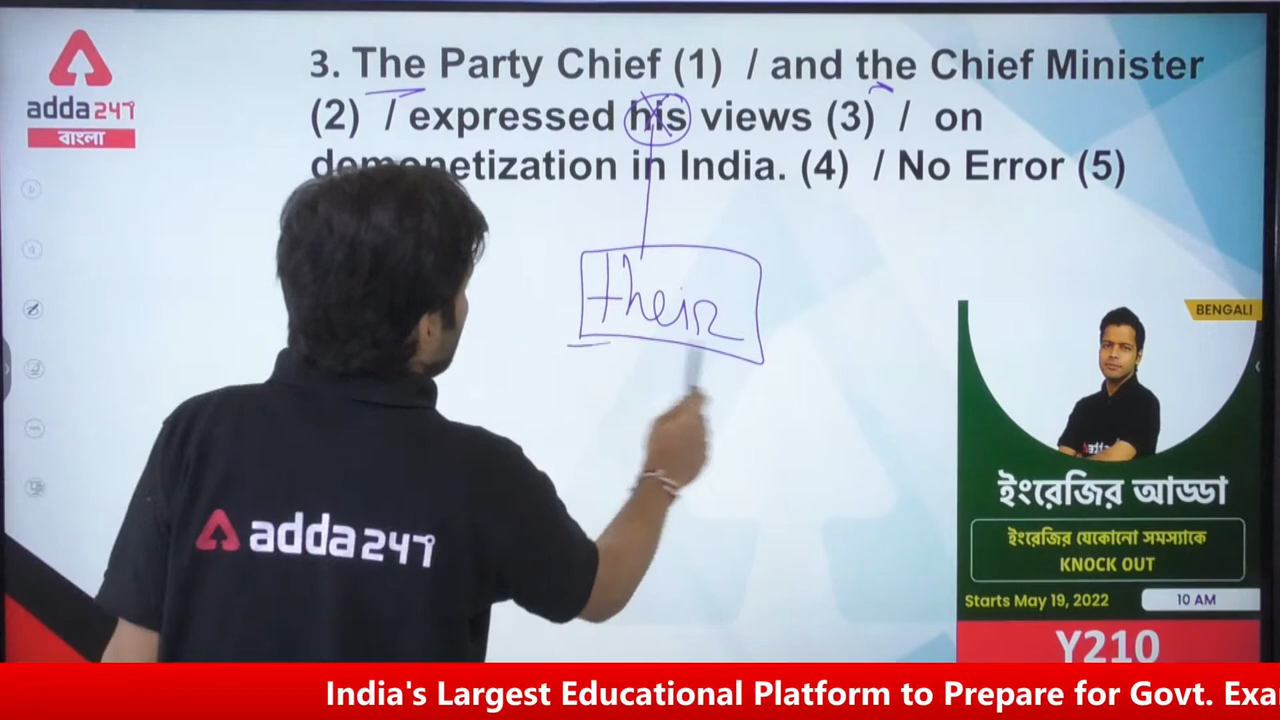 3. The Party Chief (1) / and the Chief Minister
(2) / expressed his views (3) / on
demonetization in India. (4) / No Error (5)
their
adda247
বাংলা
adda247
BENGALI
ইংরেজির আড্ডা
ইংরেজির যেকোনো সমস্যাকে
KNOCK OUT
Starts May 19, 2022 10 AM
Y210
India's Largest Educational Platform to Prepare for Govt. Exa